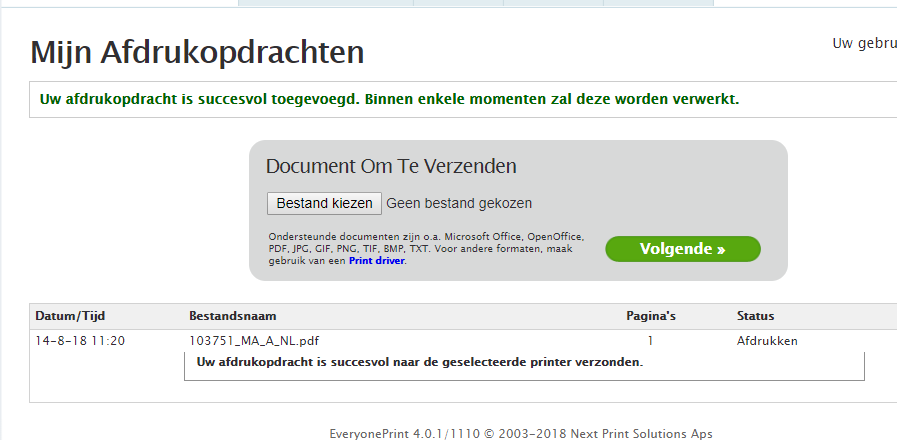 Mijn Afdrukopdrachten
Uw gebru
Uw afdrukopdracht is succesvol toegevoegd. Binnen enkele momenten zal deze worden verwerkt.
Document Om Te Verzenden
Bestand kiezen Geen bestand gekozen
Ondersteunde documenten zijn o.a. Microsoft Office, OpenOffice,
PDF, JPG, GIF, PNG, TIF, BMP, TXT. Voor andere formaten, maak
gebruik van een Print driver.
Volgende »
Datum/Tijd Bestandsnaam Pagina's Status
14-8-18 11:20 103751_MA_A_NL.pdf 1 Afdrukken
Uw afdrukopdracht is succesvol naar de geselecteerde printer verzonden.
EveryonePrint 4.0.1/1110 © 2003-2018 Next Print Solutions Aps